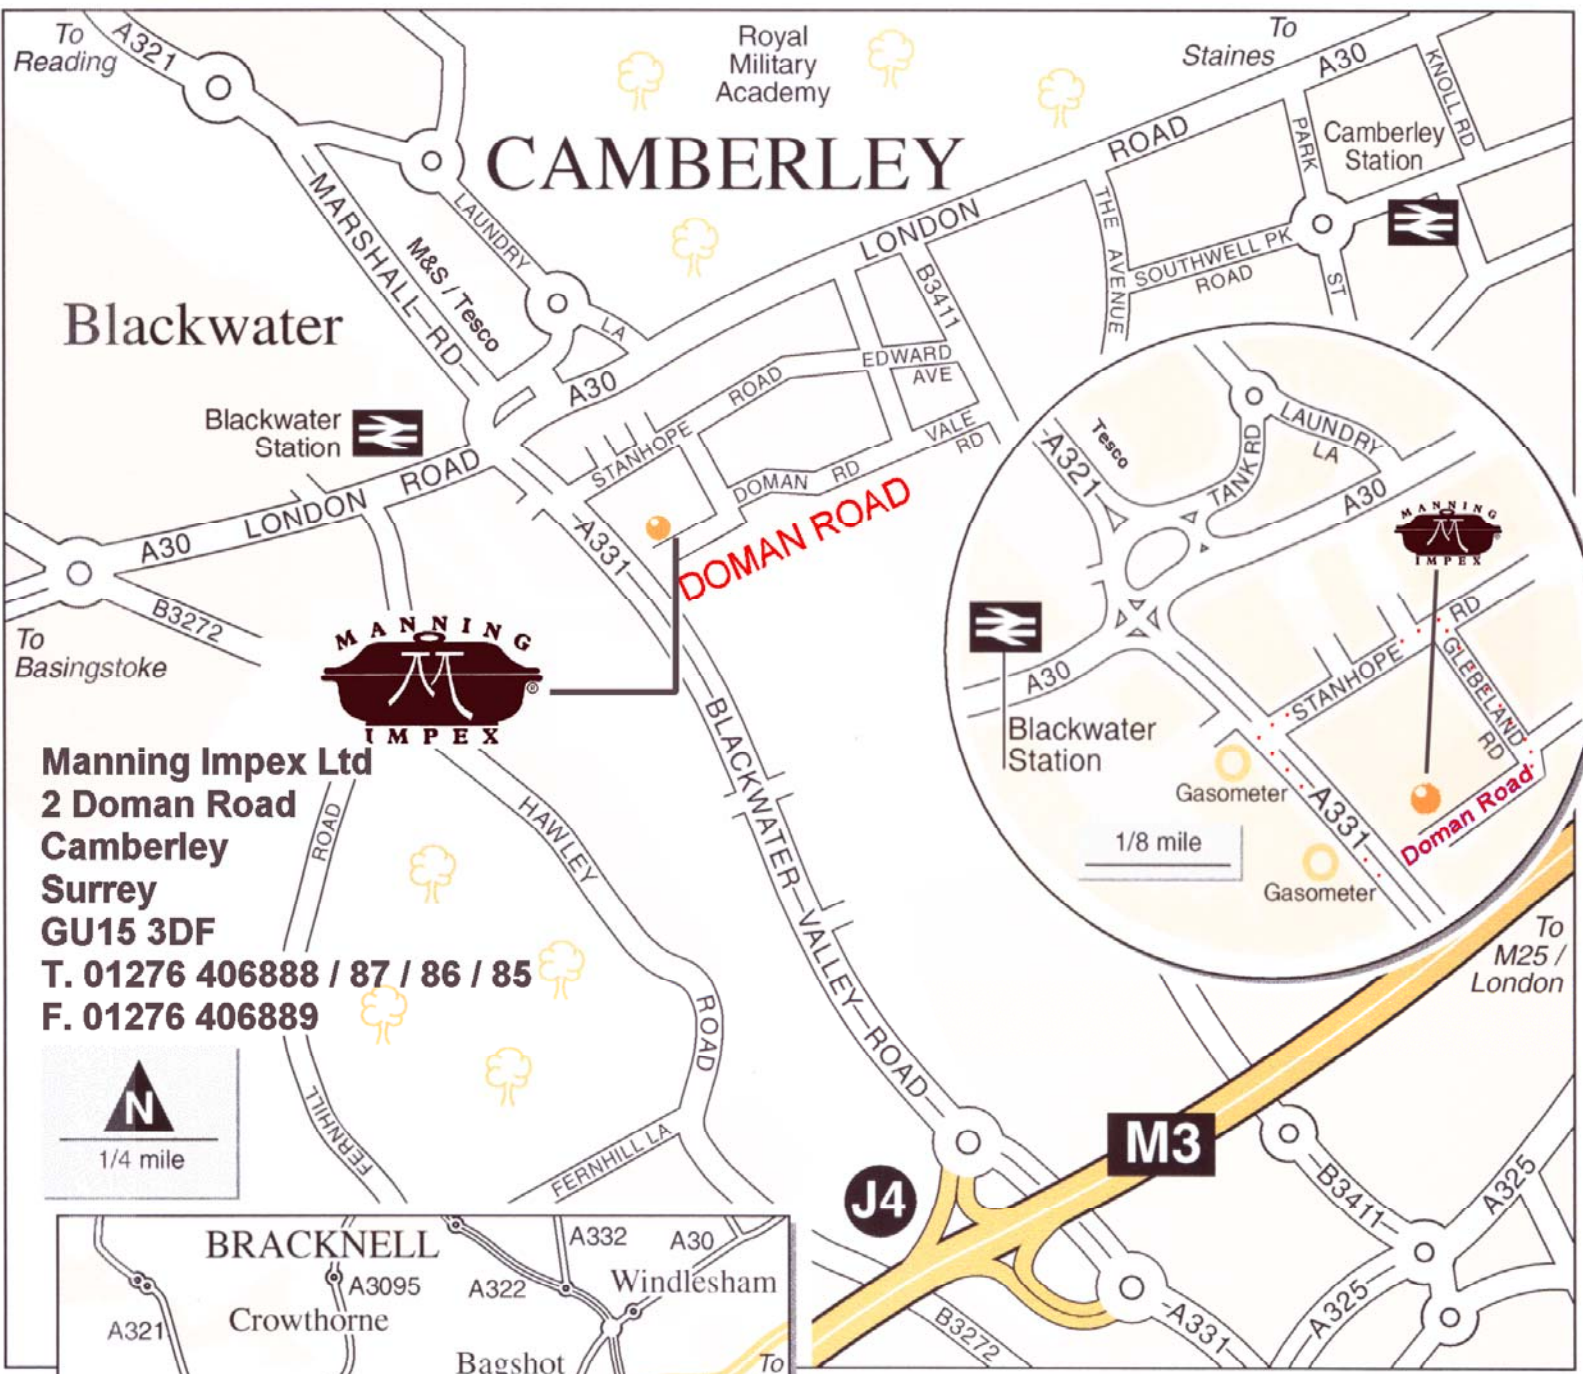 To
Reading
A321
Royal
Military
Academy
To
Staines
A30
KNOLL RD
CAMBERLEY
ROAD
PARK
Camberley
Station
LAUNDRY
MARSHALL RD
M&S / Tesco
LONDON
THE AVENUE
SOUTHWELL PK
ROAD
ST
B3411
Blackwater
LA
A30
EDWARD
AVE
ROAD
STANHOPE
VALE
RD
Blackwater
Station
DOMAN RD
DOMAN ROAD
LONDON ROAD
A30
A331
B3272
To
Basingstoke
MANNING
®
IMPEX
Manning Impex Ltd
2 Doman Road
Camberley
Surrey
GU15 3DF
T. 01276 406888 / 87 / 86 / 85
F. 01276 406889
N
1/4 mile
ROAD
FERNHILL
HAWLEY
ROAD
FERNHILL LA
BLACKWATER VALLEY ROAD
A321
Tesco
TANK RD
LAUNDRY
LA
A30
MANNING
IMPEX
RD
STANHOPE
GLEBELAND
RD
A30
Blackwater
Station
Gasometer
A331
Doman Road
1/8 mile
Gasometer
To
M25 /
London
M3
J4
B3411
A325
A325
A331
B3272
BRACKNELL
A332
A30
A3095
A322
Windlesham
Crowthorne
A321
Bagshot
To